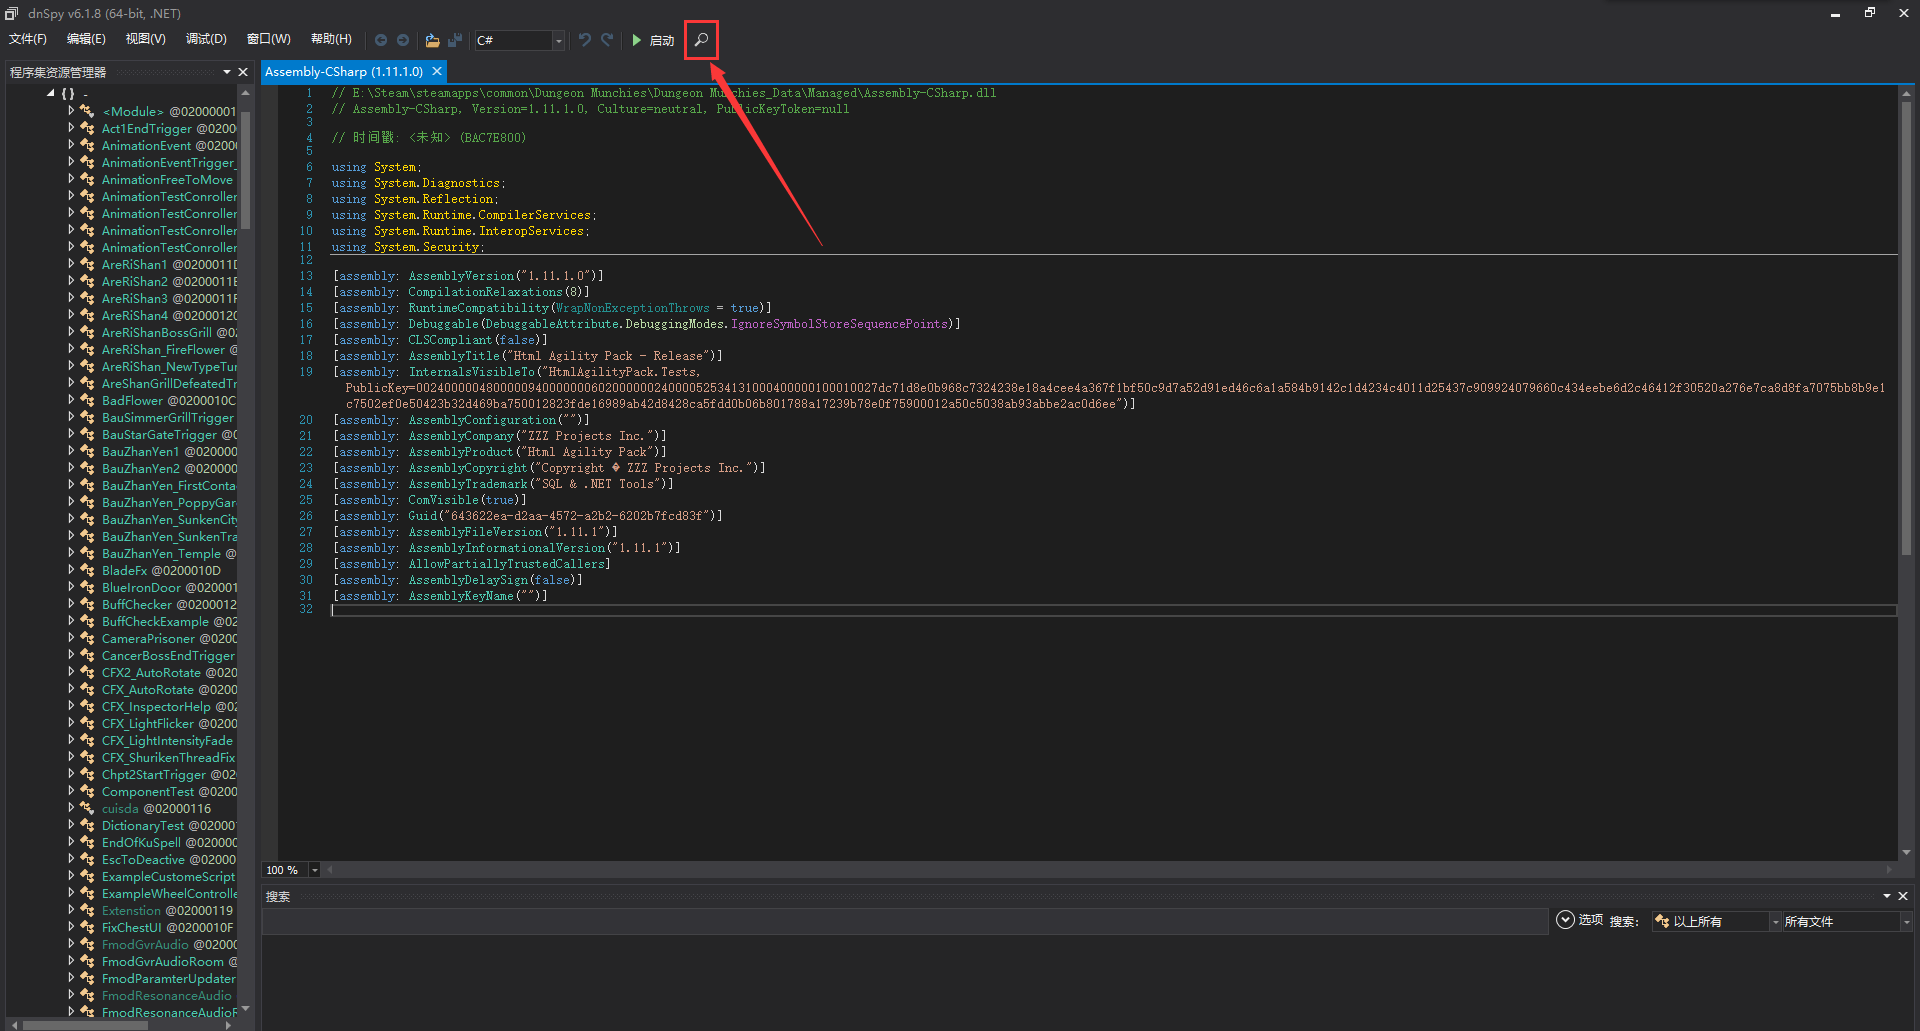 dnSpy v6.1.8 (64-bit, .NET)
文件(F) 编辑(E) 视图(V) 调试(D) 窗口(W) 帮助(H) C# 启动
程序集资源管理器
{ } -
<Module> @02000001
Act1EndTrigger @0200
AnimationEvent @0200
AnimationEventTrigger_
AnimationFreeToMove
AnimationTestConroller
AnimationTestConroller
AnimationTestConroller
AnimationTestConroller
AreRiShan1 @0200011D
AreRiShan2 @0200011E
AreRiShan3 @0200011F
AreRiShan4 @02000120
AreRiShanBossGrill @02
AreRiShan_FireFlower @
AreRiShan_NewTypeTur
AreShanGrillDefeatedTr
BadFlower @0200010C
BauSimmerGrillTrigger
BauStarGateTrigger @0
BauZhanYen1 @020000
BauZhanYen2 @020000
BauZhanYen_FirstConta
BauZhanYen_PoppyGar
BauZhanYen_SunkenCity
BauZhanYen_SunkenTra
BauZhanYen_Temple @
BladeFx @0200010D
BlueIronDoor @020001
BuffChecker @0200012
BuffCheckExample @02
CameraPrisoner @0200
CancerBossEndTrigger
CFX2_AutoRotate @020
CFX_AutoRotate @0200
CFX_InspectorHelp @02
CFX_LightFlicker @0200
CFX_LightIntensityFade
CFX_ShurikenThreadFix
Chpt2StartTrigger @02
ComponentTest @0200
cuisda @02000116
DictionaryTest @02000
EndOfKuSpell @020000
EscToDeactive @02000
ExampleCustomeScript
ExampleWheelControlle
Extenstion @02000119
FixChestUI @0200010F
FmodGvrAudio @0200
FmodGvrAudioRoom @
FmodParamterUpdater
FmodResonanceAudio
FmodResonanceAudioR
Assembly-CSharp (1.11.1.0)
1 // E:\Steam\steamapps\common\Dungeon Munchies\Dungeon Munchies_Data\Managed\Assembly-CSharp.dll
2 // Assembly-CSharp, Version=1.11.1.0, Culture=neutral, PublicKeyToken=null
3
4 // 时间戳: <未知> (BAC7E800)
5
6 using System;
7 using System.Diagnostics;
8 using System.Reflection;
9 using System.Runtime.CompilerServices;
10 using System.Runtime.InteropServices;
11 using System.Security;
12
13 [assembly: AssemblyVersion("1.11.1.0")]
14 [assembly: CompilationRelaxations(8)]
15 [assembly: RuntimeCompatibility(WrapNonExceptionThrows = true)]
16 [assembly: Debuggable(DebuggableAttribute.DebuggingModes.IgnoreSymbolStoreSequencePoints)]
17 [assembly: CLSCompliant(false)]
18 [assembly: AssemblyTitle("Html Agility Pack - Release")]
19 [assembly: InternalsVisibleTo("HtmlAgilityPack.Tests,
PublicKey=002400000480000094000000060200000024000052534131000400000100010027dc71d8e0b968c7324238e18a4cee4a367f1bf50c9d7a52d91ed46c6a1a584b9142c1d4234c4011d25437c909924079660c434eebe6d2c46412f30520a276e7ca8d8fa7075bb8b9e1
c7502ef0e50423b32d469ba750012823fde16989ab42d8428ca5fdd0b06b801788a17239b78e0f75900012a50c5038ab93abbe2ac0d6ee")]
20 [assembly: AssemblyConfiguration("")]
21 [assembly: AssemblyCompany("ZZZ Projects Inc.")]
22 [assembly: AssemblyProduct("Html Agility Pack")]
23 [assembly: AssemblyCopyright("Copyright � ZZZ Projects Inc.")]
24 [assembly: AssemblyTrademark("SQL & .NET Tools")]
25 [assembly: ComVisible(true)]
26 [assembly: Guid("643622ea-d2aa-4572-a2b2-6202b7fcd83f")]
27 [assembly: AssemblyFileVersion("1.11.1")]
28 [assembly: AssemblyInformationalVersion("1.11.1")]
29 [assembly: AllowPartiallyTrustedCallers]
30 [assembly: AssemblyDelaySign(false)]
31 [assembly: AssemblyKeyName("")]
32
100 %
搜索
选项 搜索: 以上所有 所有文件